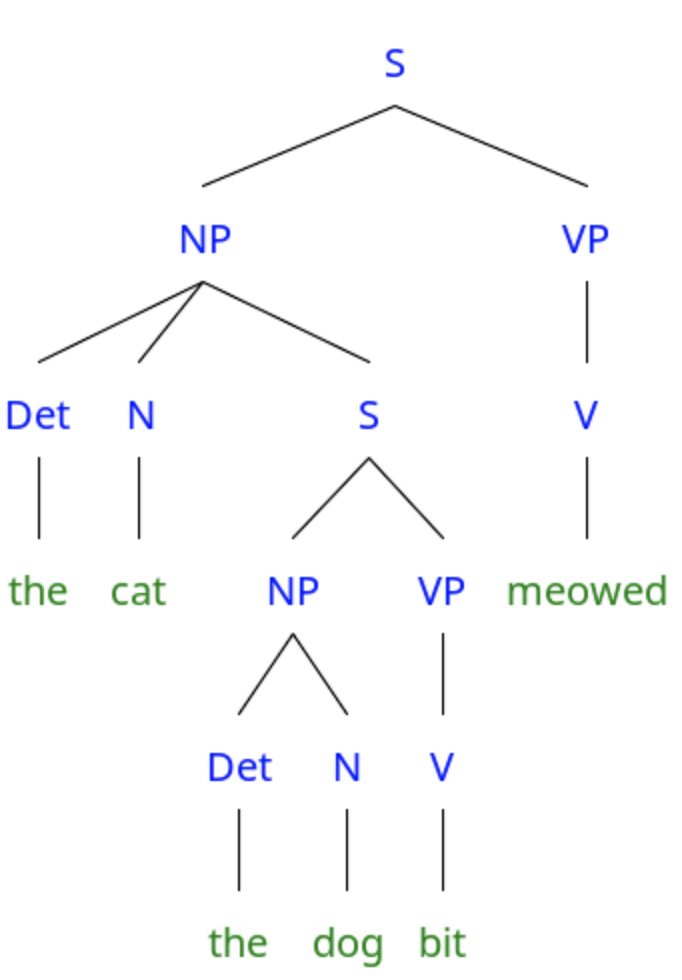 S
NP VP
Det N S V
the cat NP VP meowed
Det N V
the dog bit